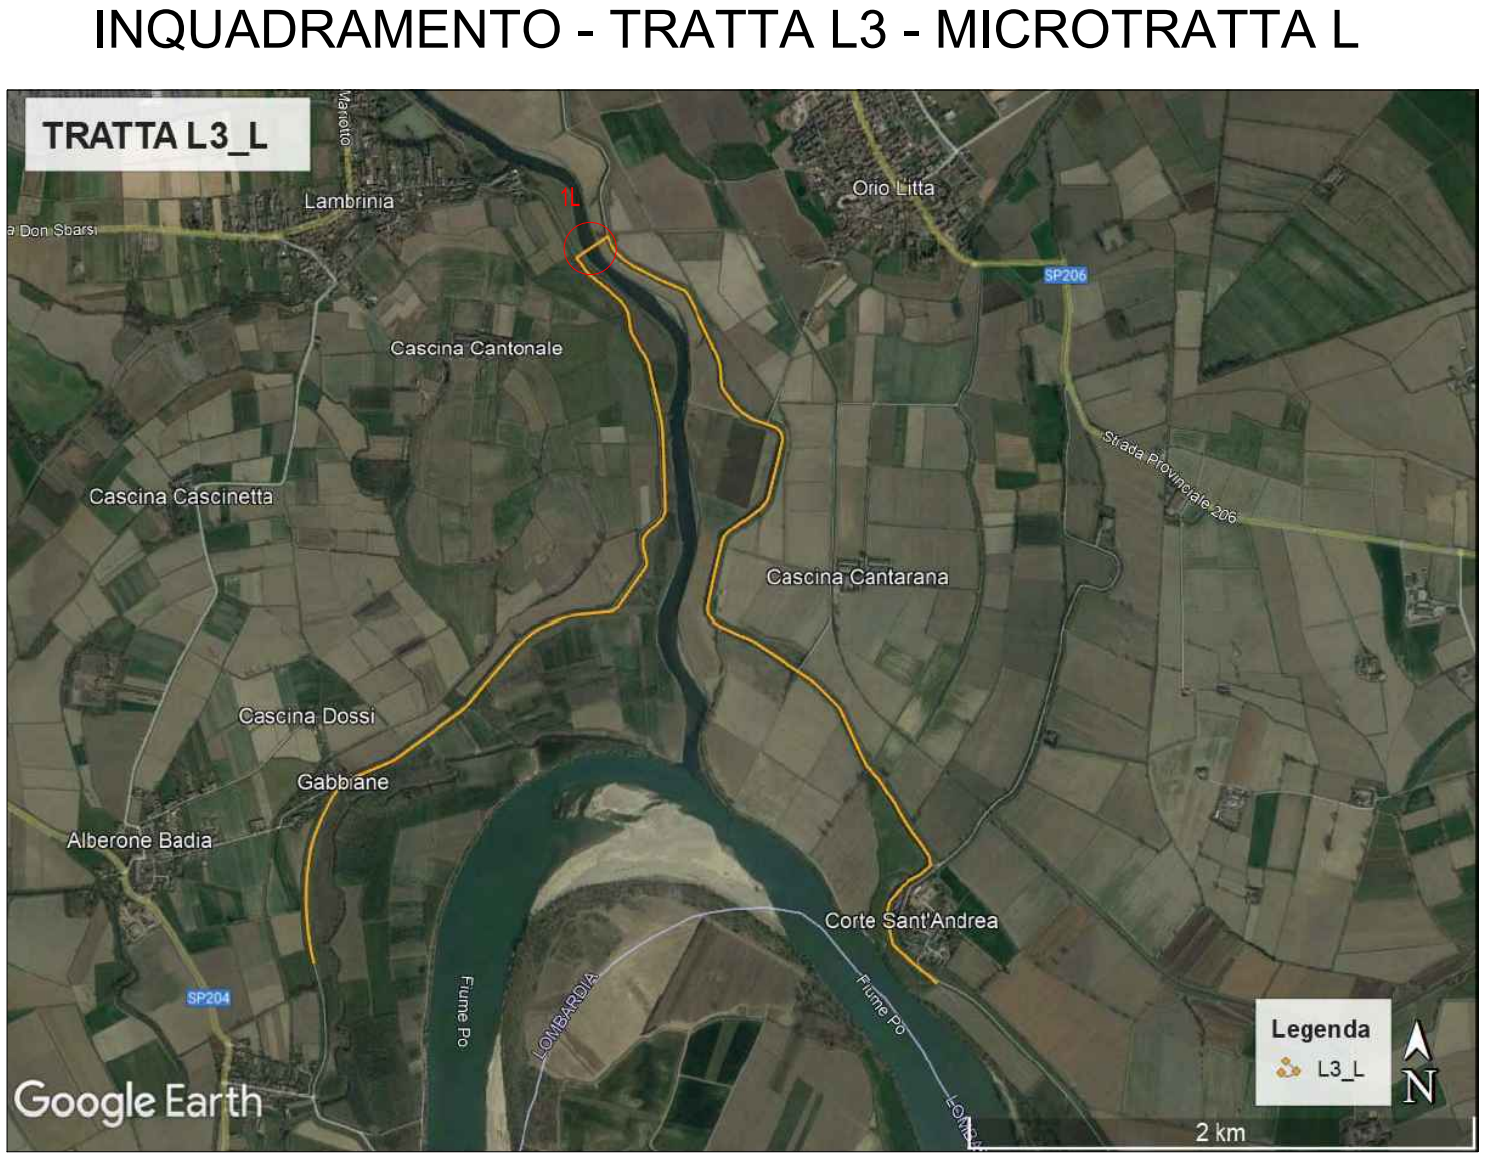 INQUADRAMENTO - TRATTA L3 - MICROTRATTA L
TRATTA L3_L
Mariotto
Lambrinia
1L
Orio Litta
a Don Sbarsi
SP206
Cascina Cantonale
Strada Provinciale 206
Cascina Cascinetta
Cascina Cantarana
Cascina Dossi
Gabbiane
Alberone Badia
Corte Sant'Andrea
SP204
Fiume Po
LOMBARDIA
Fiume Po
Legenda
L3_L
N
Google Earth
LOMBA
2 km